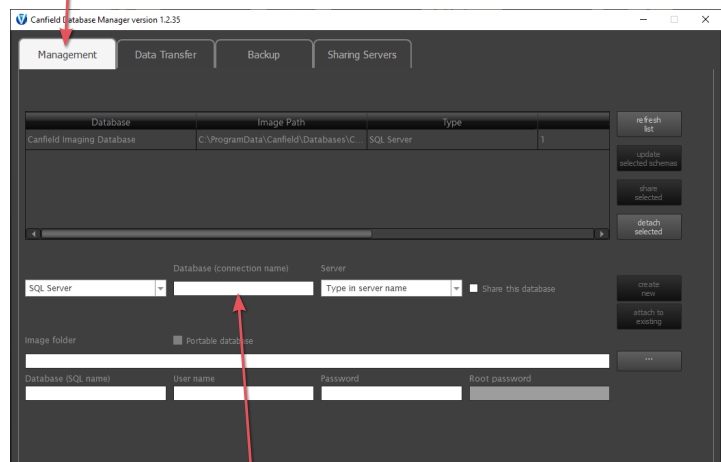 Canfield Database Manager version 1.2.35
Management Data Transfer Backup Sharing Servers
Database Image Path Type
Canfield Imaging Database C:\ProgramData\Canfield\Databases\C... SQL Server 1
refresh
list
update
selected schemas
share
selected
detach
selected
Database (connection name) Server
SQL Server Type in server name Share this database
create
new
attach to
existing
Image folder Portable database
...
Database (SQL name) User name Password Root password